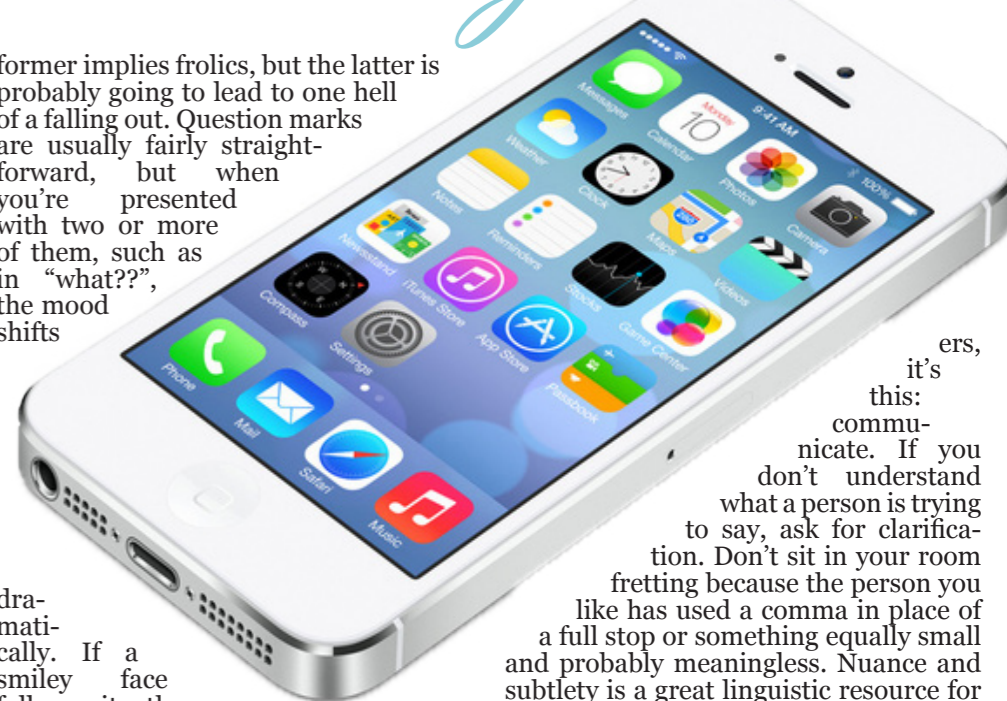 former implies frolics, but the latter is
probably going to lead to one hell
of a falling out. Question marks
are usually fairly straight-
forward, but when
you're presented
with two or more
of them, such as
in “what??”,
the mood
shifts
dra-
mati-
cally. If a
smiley face
9:41 AM
100%
Messages
Monday
10
Calendar
Photos
Camera
Weather
Clock
Maps
280
Videos
Notes
Reminders
Stocks
Game Center
Newsstand
iTunes Store
App Store
Passbook
Compass
Settings
Phone
Mail
Safari
Music
ers,
it's
this:
commu-
nicate. If you
don't understand
what a person is trying
to say, ask for clarifica-
tion. Don't sit in your room
fretting because the person you
like has used a comma in place of
a full stop or something equally small
and probably meaningless. Nuance and
subtlety is a great linguistic resource for